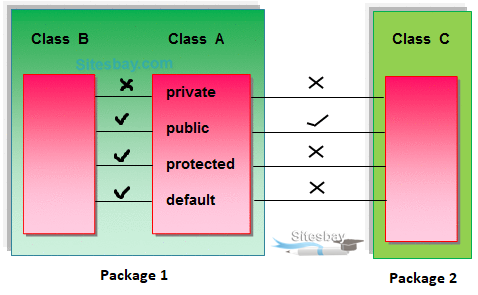 Class B Class A Class C
Sitesbay.com
private
public
protected
default
Sitesbay
Package 1
Package 2